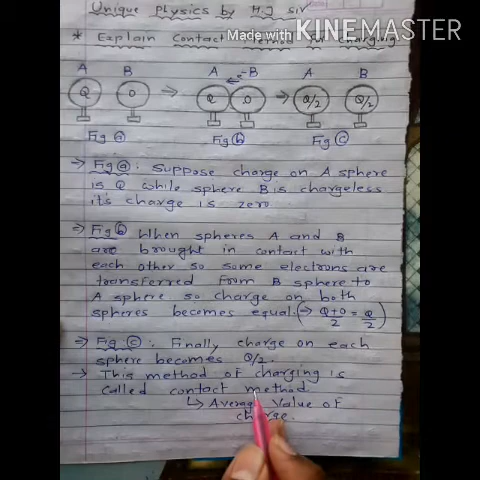 Unique Physics by H.J sir
Made with KINEMASTER
* Explain Contact Method for charging
A B A e- B A B
Q 0 ⇒ Q 0 ⇒ Q/2 Q/2
Fig ⓐ Fig ⓑ Fig ⓒ
⇒ Fig ⓐ: Suppose charge on A sphere
is Q while sphere B is chargeless
it's charge is zero.
⇒ Fig ⓑ When spheres A and B
are brought in contact with
each other so some electrons are
transferred from B sphere to
A sphere so charge on both
spheres becomes equal. (⇒ Q+0/2 = Q/2)
⇒ Fig ⓒ: Finally charge on each
sphere becomes Q/2.
→ This method of charging is
called contact method.
↳ Average Value of
charge.